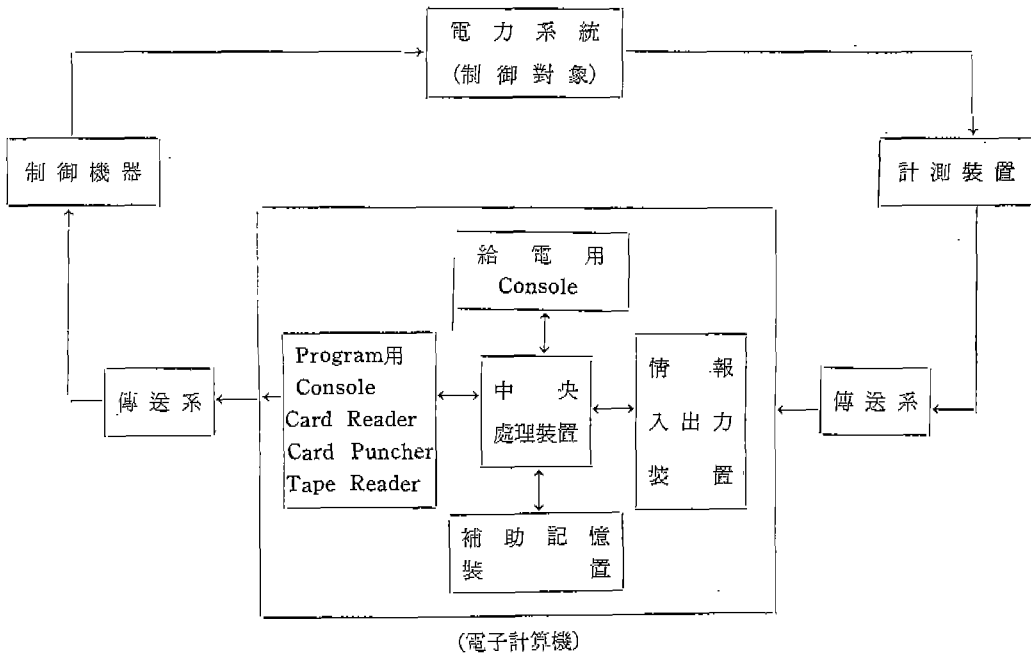 電力系統
(制御對象)
制御機器
計測裝置
給電用
Console
Program用
Console
Card Reader
Card Puncher
Tape Reader
中央
處理裝置
情報
入出力
裝置
傳送系
傳送系
補助記憶
裝置
(電子計算機)